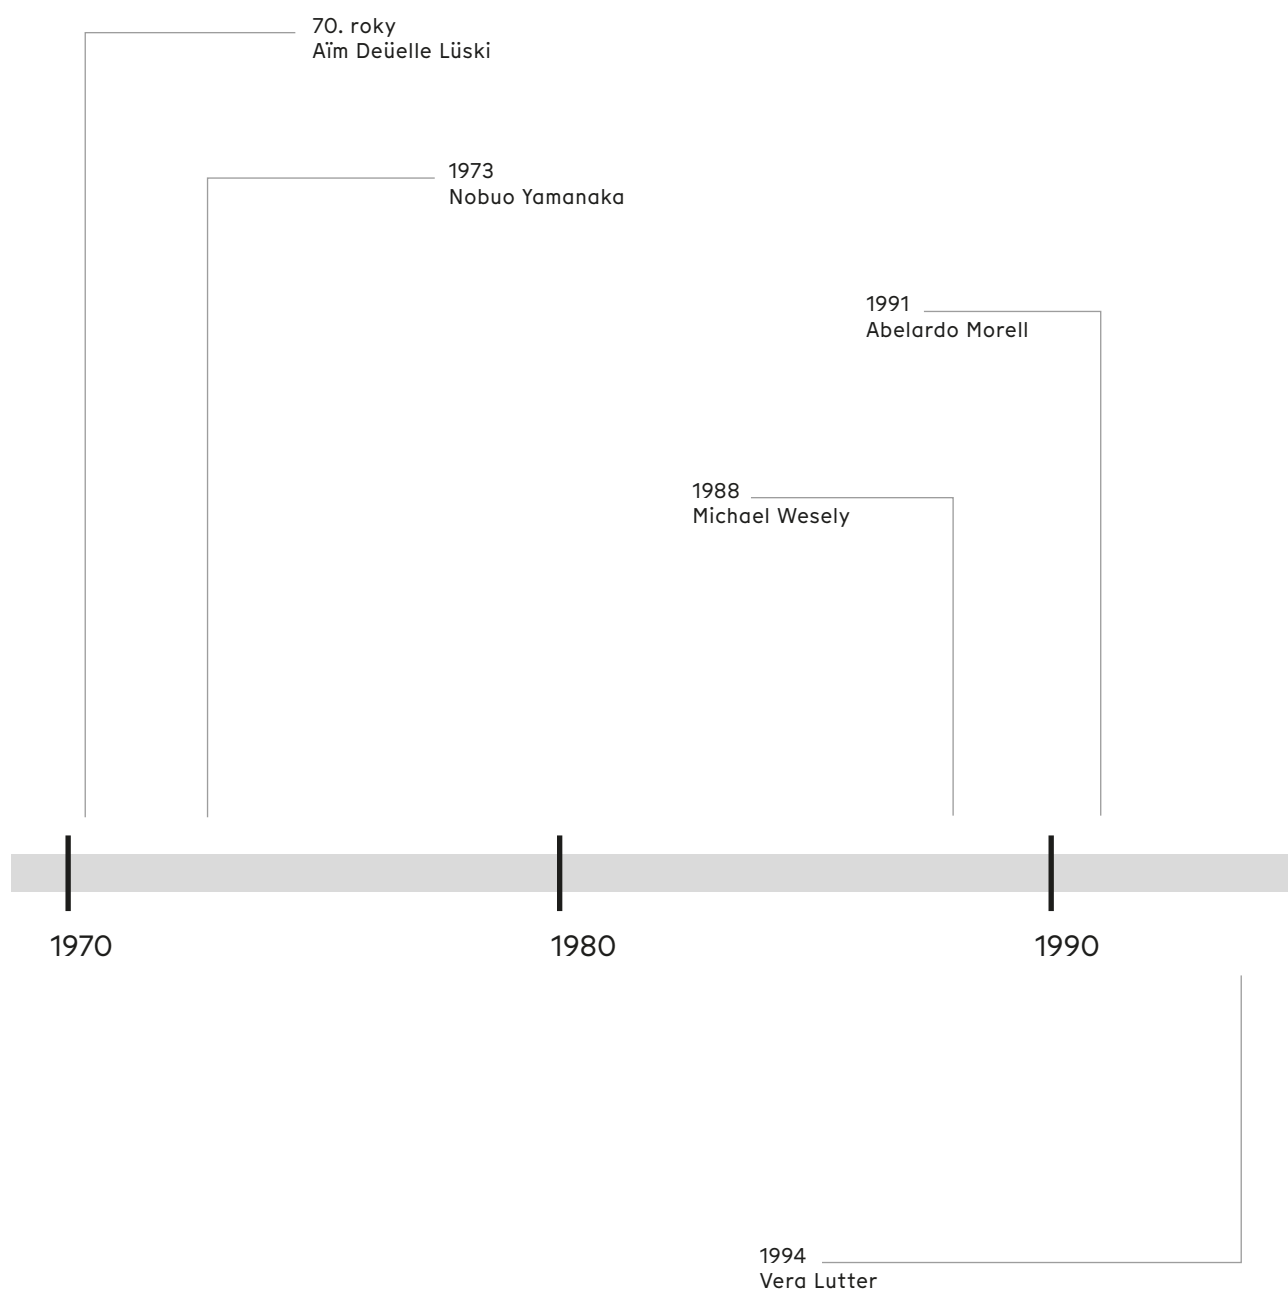 70. roky
Aïm Deüelle Lüski
1973
Nobuo Yamanaka
1991
Abelardo Morell
1988
Michael Wesely
1970
1980
1990
1994
Vera Lutter